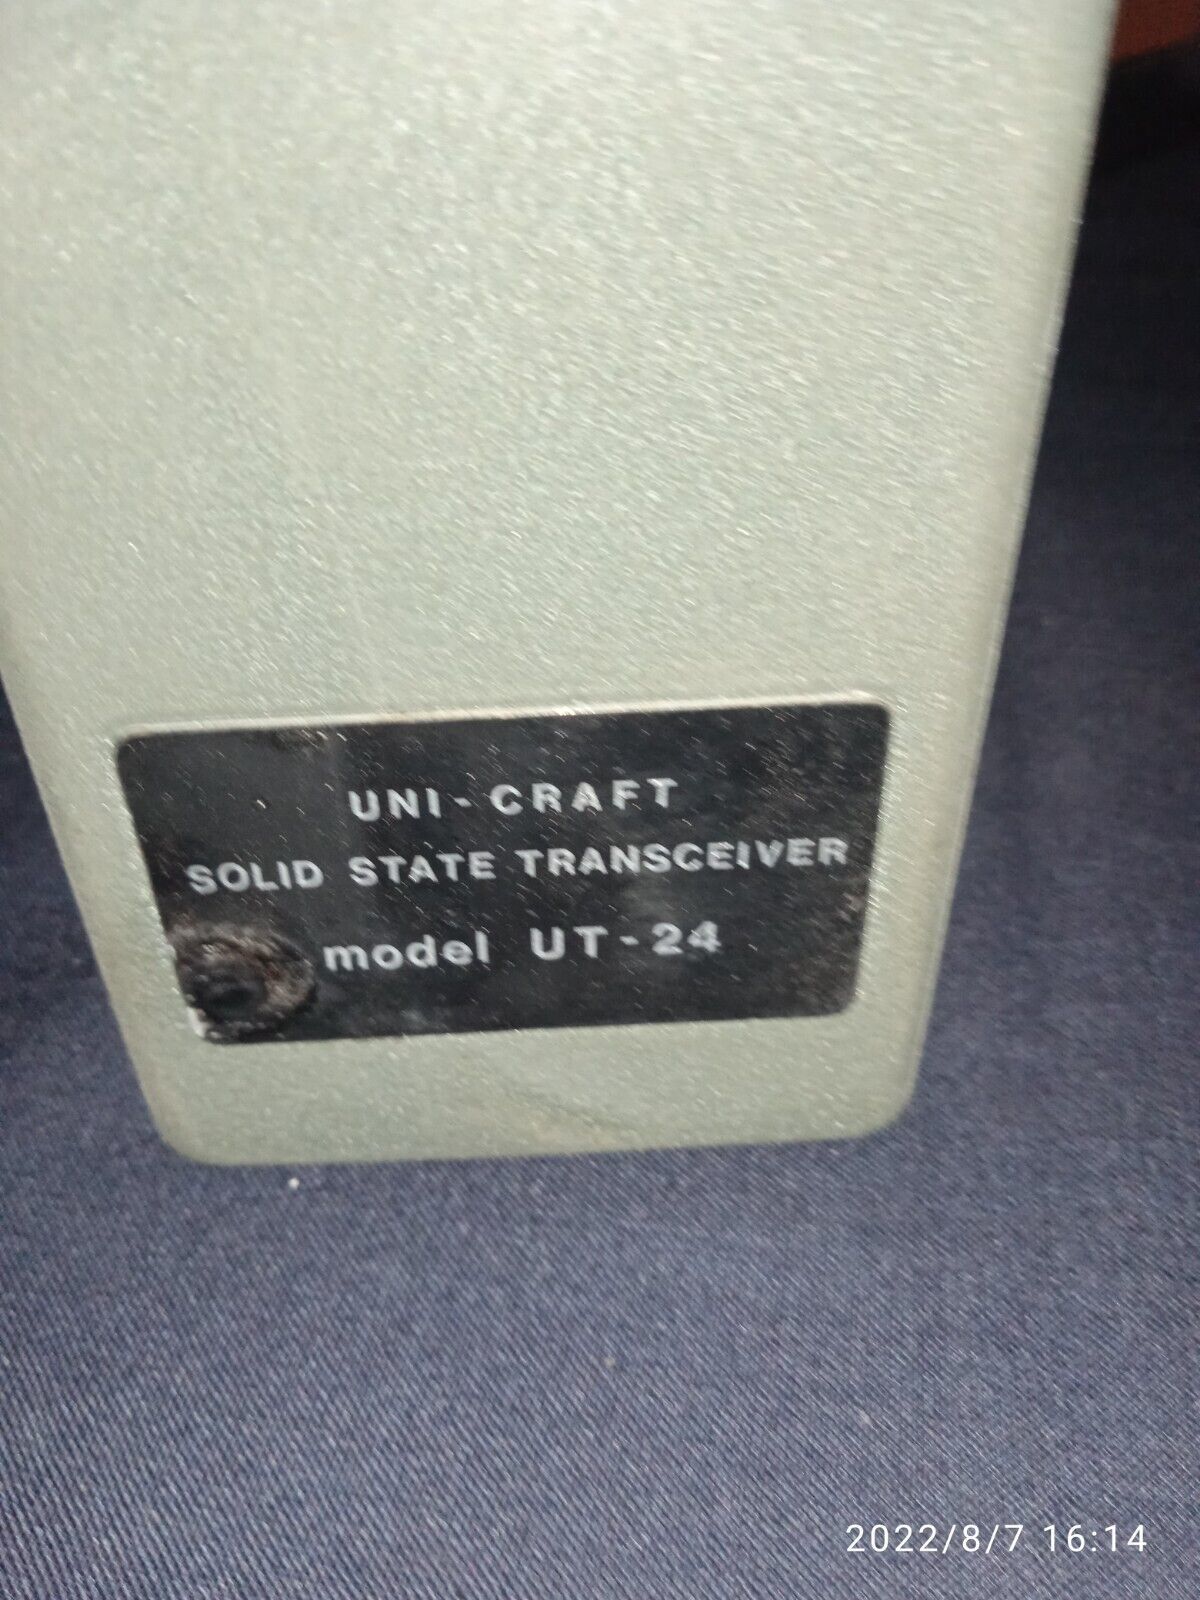 UNI-CRAFT
SOLID STATE TRANSCEIVER
model UT-24
2022/8/7 16:14